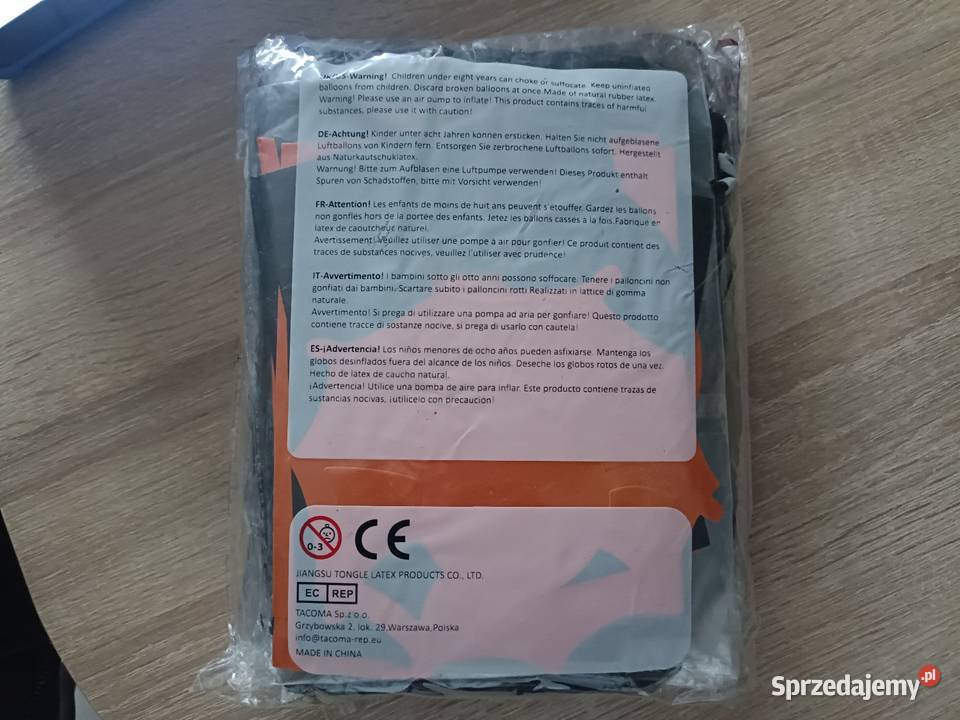 UK/US-Warning! Children under eight years can choke or suffocate. Keep uninflated
balloons from children. Discard broken balloons at once.Made of natural rubber latex.
Warning! Please use an air pump to inflate! This product contains traces of harmful
substances, please use it with caution!
DE-Achtung! Kinder unter acht Jahren konnen ersticken. Halten Sie nicht aufgeblasene
Luftballons von Kindern fern. Entsorgen Sie zerbrochene Luftballons sofort. Hergestellt
aus Naturkautschuklatex.
Warnung! Bitte zum Aufblasen eine Luftpumpe verwenden! Dieses Produkt enthalt
Spuren von Schadstoffen, bitte mit Vorsicht verwenden!
FR-Attention! Les enfants de moins de huit ans peuvent s'etouffer. Gardez les ballons
non gonfles hors de la portee des enfants. Jetez les ballons casses a la fois.Fabrique en
latex de caoutchouc naturel.
Avertissement! Veuillez utiliser une pompe à air pour gonfler! Ce produit contient des
traces de substances nocives, veuillez l'utiliser avec prudence!
IT-Avvertimento! I bambini sotto gli otto anni possono soffocare. Tenere i palloncini non
gonfiati dai bambini. Scartare subito i palloncini rotti Realizzati in lattice di gomma
naturale.
Avvertimento! Si prega di utilizzare una pompa ad aria per gonfiare! Questo prodotto
contiene tracce di sostanze nocive, si prega di usarlo con cautela!
ES-¡Advertencia! Los niños menores de ocho años pueden asfixiarse. Mantenga los
globos desinflados fuera del alcance de los niños. Deseche los globos rotos de una vez.
Hecho de latex de caucho natural.
¡Advertencia! Utilice una bomba de aire para inflar. Este producto contiene trazas de
sustancias nocivas, ¡utilicelo con precaución!
0-3 CE
JIANGSU TONGLE LATEX PRODUCTS CO., LTD.
EC REP
TACOMA Sp.z o.o.
Grzybowska 2, lok. 29,Warszawa,Polska
info@tacoma-rep.eu
MADE IN CHINA
Sprzedajemy.pl